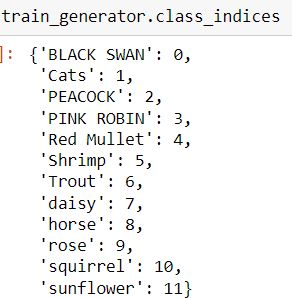 train_generator.class_indices
]: {'BLACK SWAN': 0,
'Cats': 1,
'PEACOCK': 2,
'PINK ROBIN': 3,
'Red Mullet': 4,
'Shrimp': 5,
'Trout': 6,
'daisy': 7,
'horse': 8,
'rose': 9,
'squirrel': 10,
'sunflower': 11}